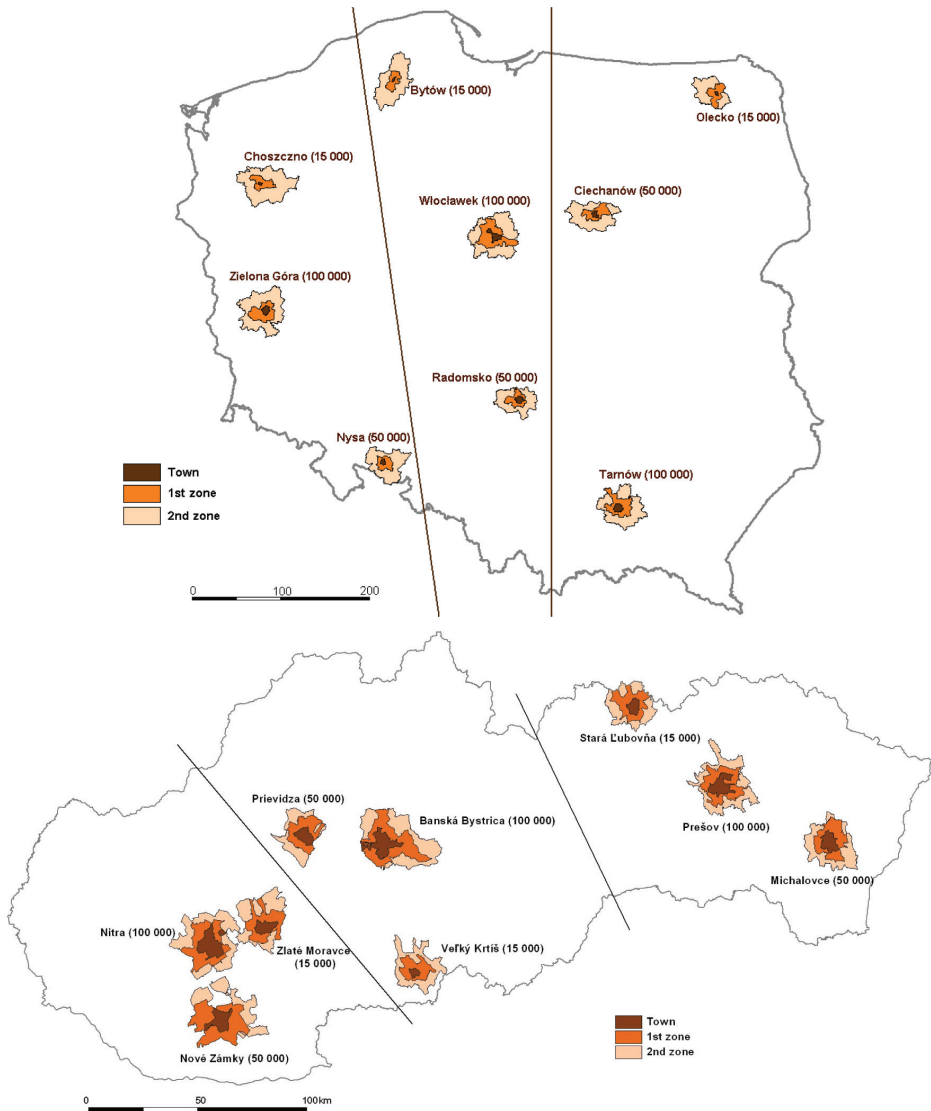 Bytów (15 000)
Olecko (15 000)
Choszczno (15 000)
Ciechanów (50 000)
Włocławek (100 000)
Zielona Góra (100 000)
Radomsko (50 000)
Nysa (50 000)
Tarnów (100 000)
Town
1st zone
2nd zone
0 100 200
Stará Ľubovňa (15 000)
Prievidza (50 000)
Banská Bystrica (100 000)
Prešov (100 000)
Michalovce (50 000)
Nitra (100 000)
Zlaté Moravce
(15 000)
Veľký Krtíš (15 000)
Nové Zámky (50 000)
Town
1st zone
2nd zone
0 50 100km